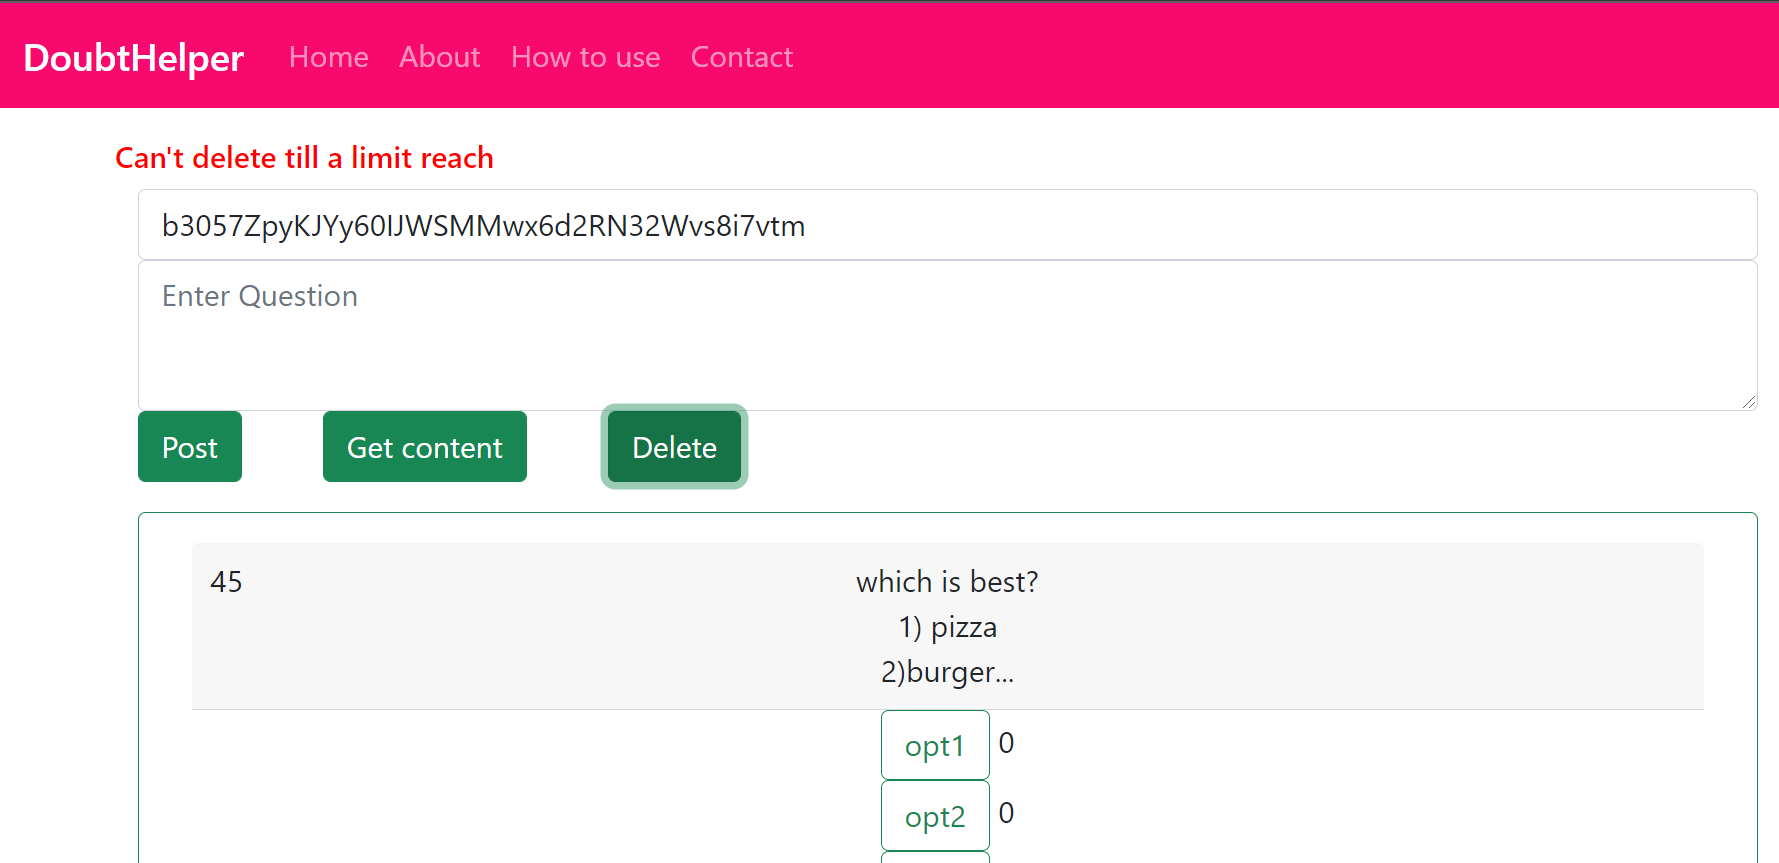 DoubtHelper Home About How to use Contact
Can't delete till a limit reach
b3057ZpyKJYy60IJWSMMwx6d2RN32Wvs8i7vtm
Enter Question
Post Get content Delete
45 which is best?
1) pizza
2)burger...
opt1 0
opt2 0